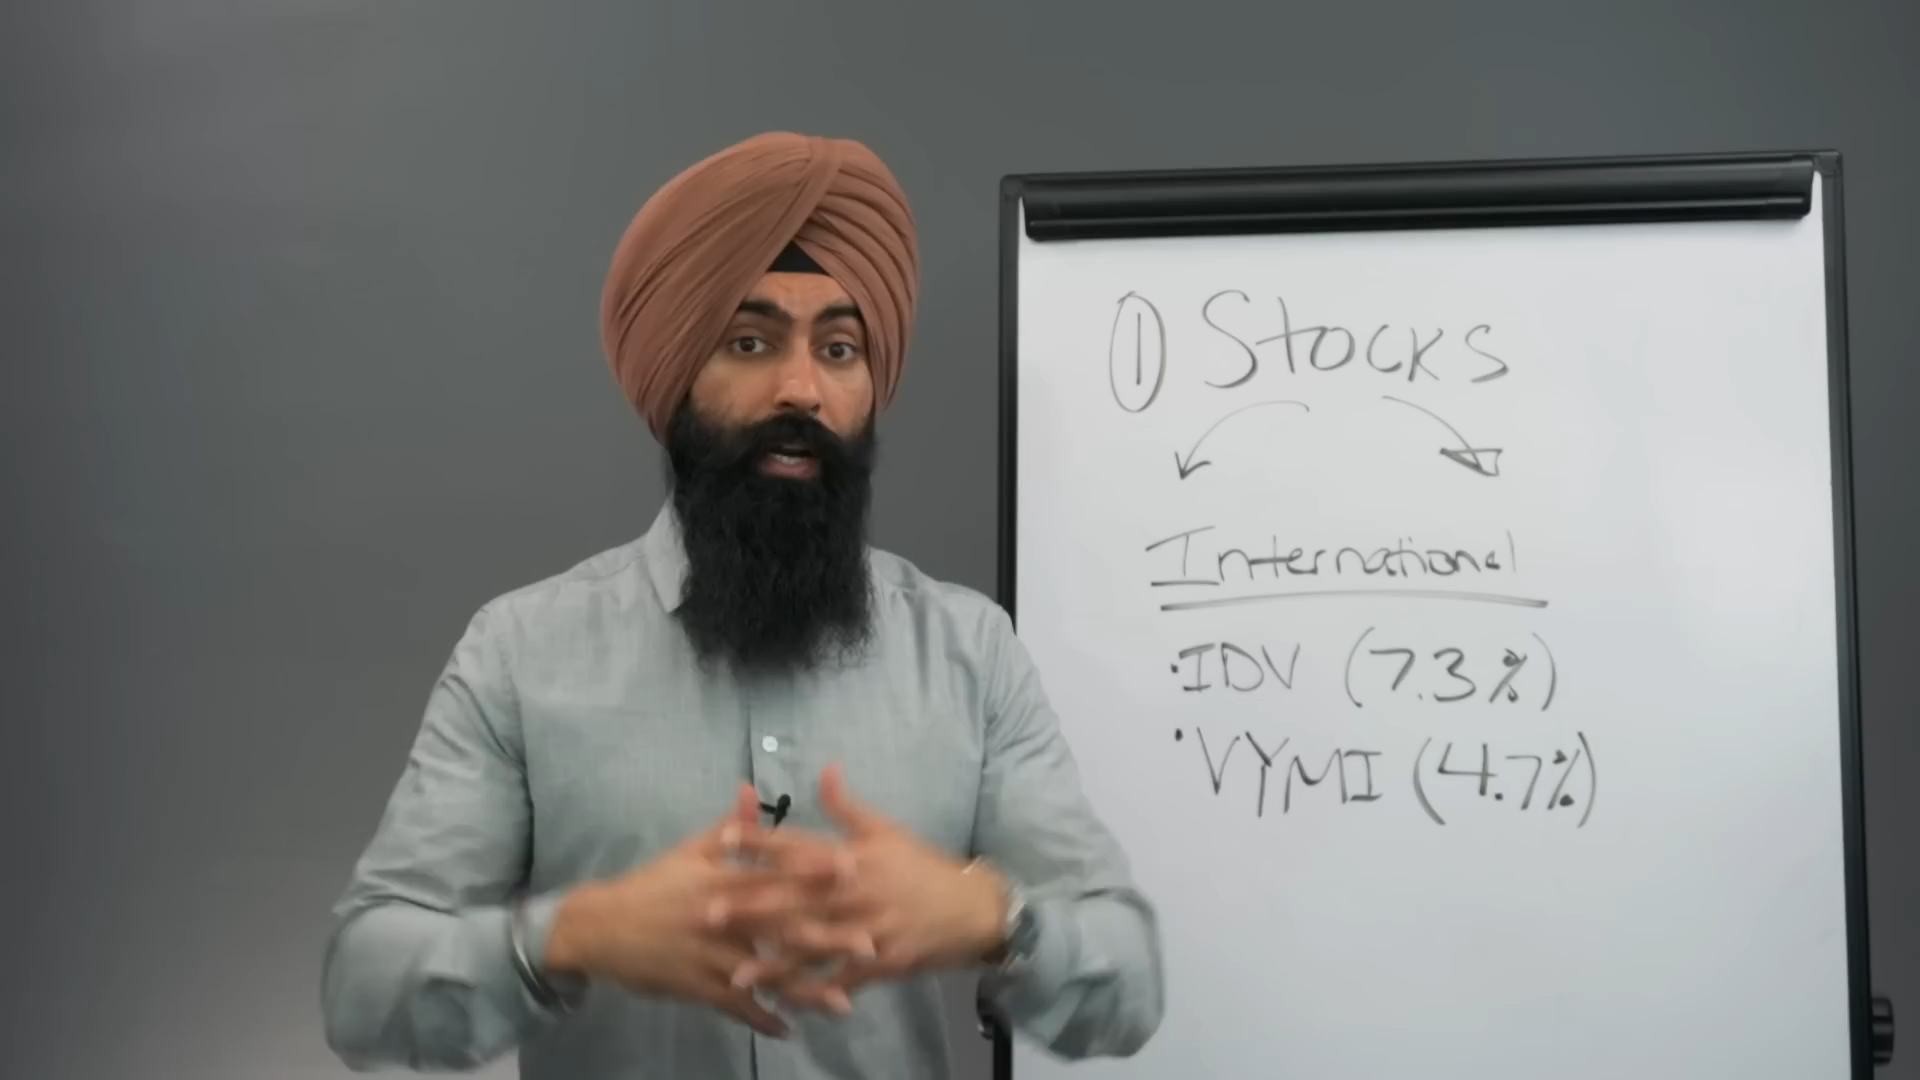 ① Stocks
International
• IDV (7.3%)
• VYMI (4.7%)